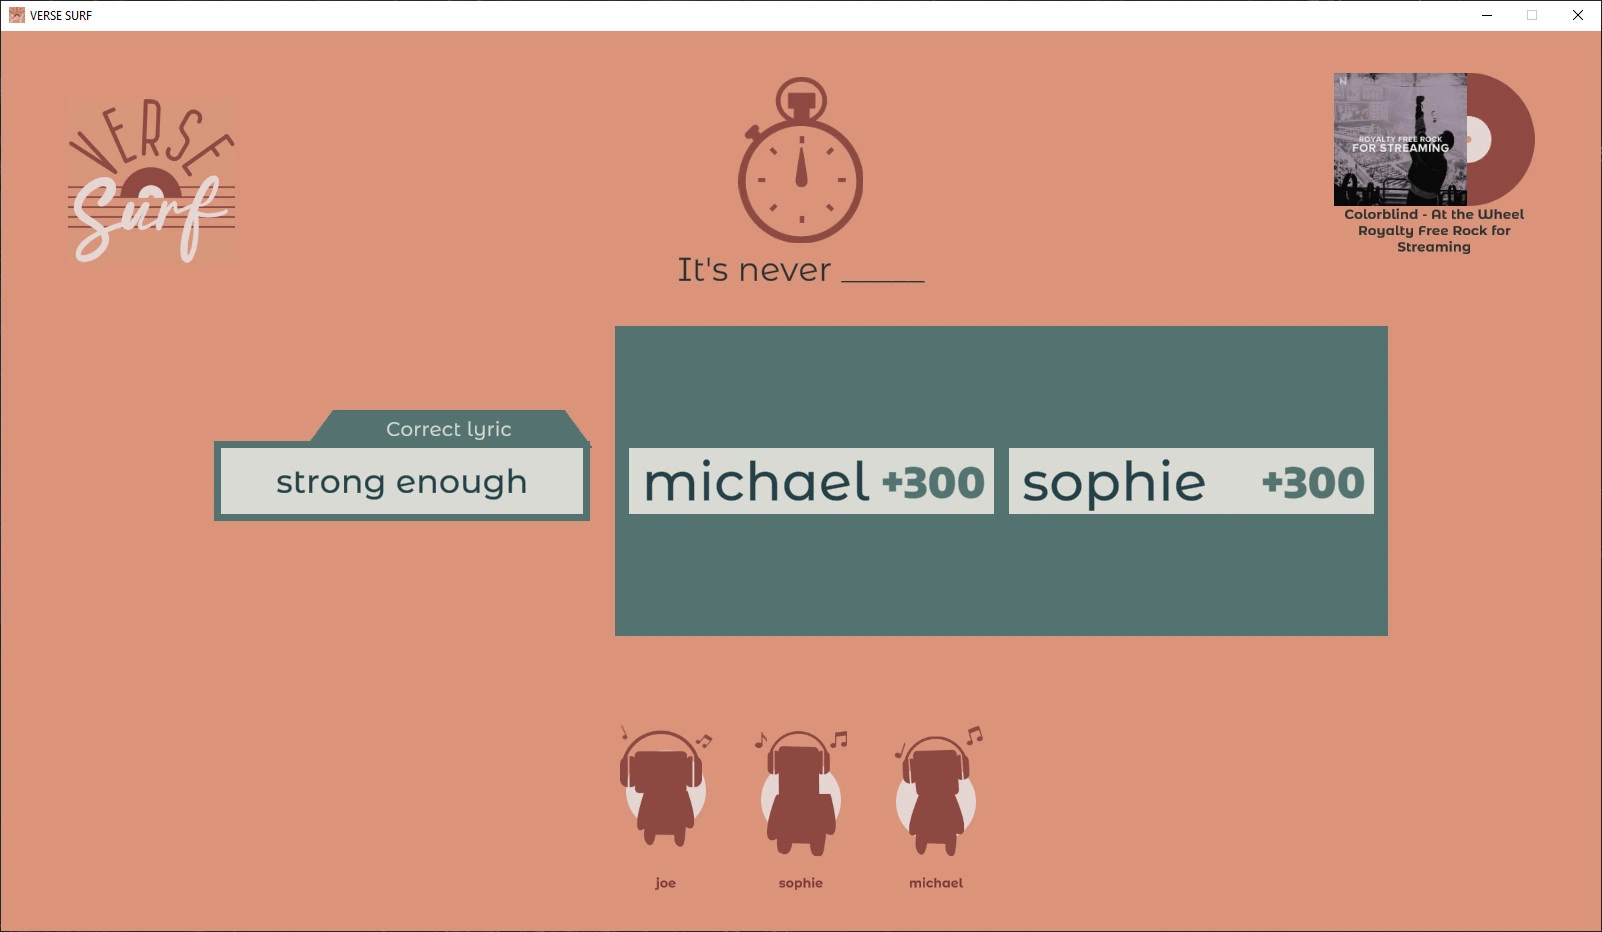 VERSE SURF
VERSE
Surf
ROYALTY FREE ROCK
FOR STREAMING
Colorblind - At the Wheel
Royalty Free Rock for
Streaming
It's never _____
Correct lyric
strong enough
michael +300
sophie +300
joe
sophie
michael